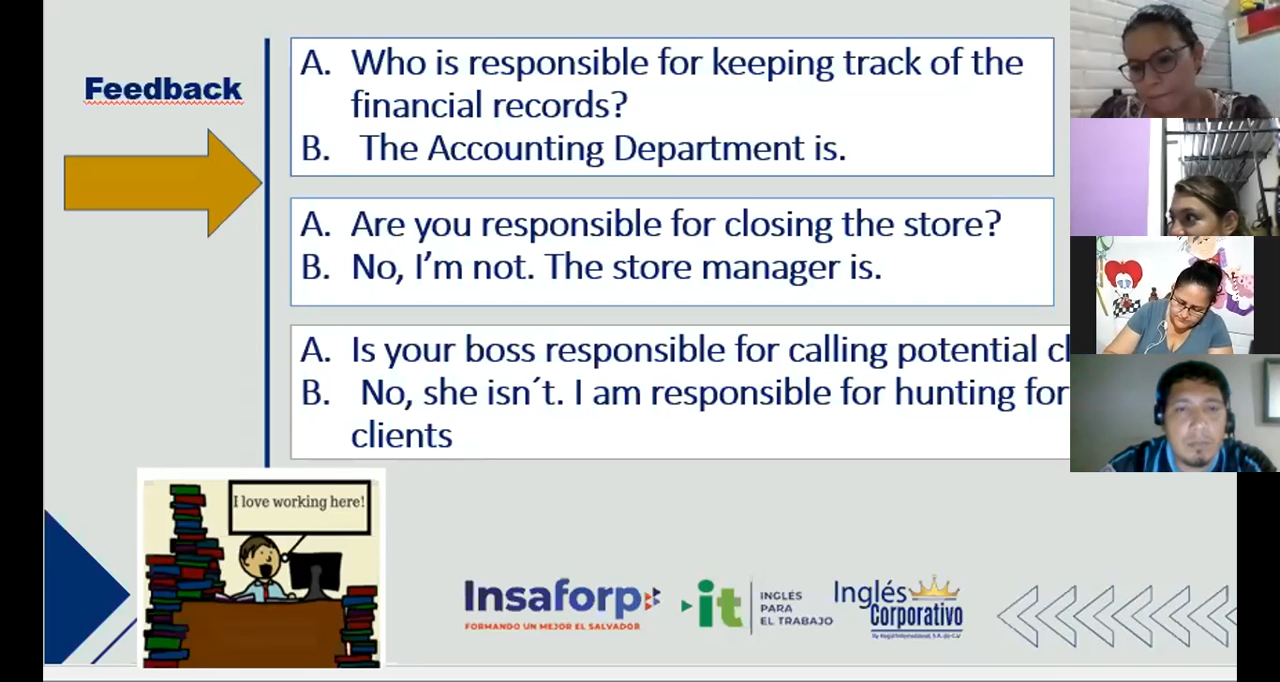 Feedback
A. Who is responsible for keeping track of the
financial records?
B. The Accounting Department is.
A. Are you responsible for closing the store?
B. No, I'm not. The store manager is.
A. Is your boss responsible for calling potential cl
B. No, she isn´t. I am responsible for hunting for
clients
I love working here!
Insaforp
FORMANDO UN MEJOR EL SALVADOR
it
INGLÉS
PARA
EL TRABAJO
Inglés
Corporativo